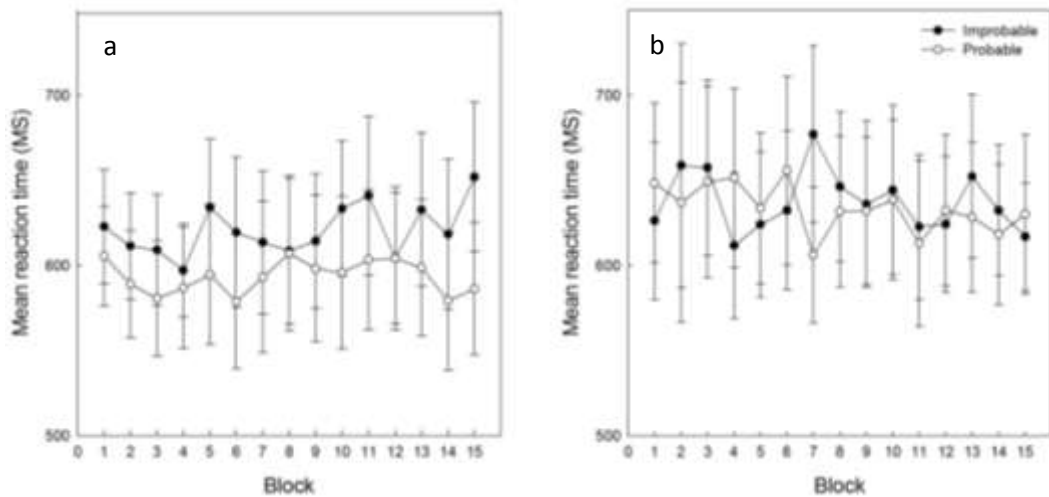 a
700
600
500
Mean reaction time (MS)
0 1 2 3 4 5 6 7 8 9 10 11 12 13 14 15
Block
b
Improbable
Probable
700
600
500
Mean reaction time (MS)
0 1 2 3 4 5 6 7 8 9 10 11 12 13 14 15
Block